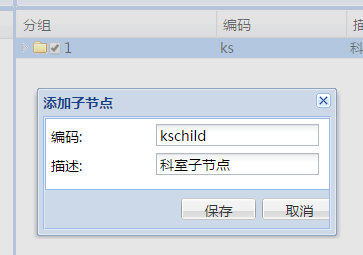 分组 编码
1 ks
添加子节点
编码: kschild
描述: 科室子节点
保存 取消